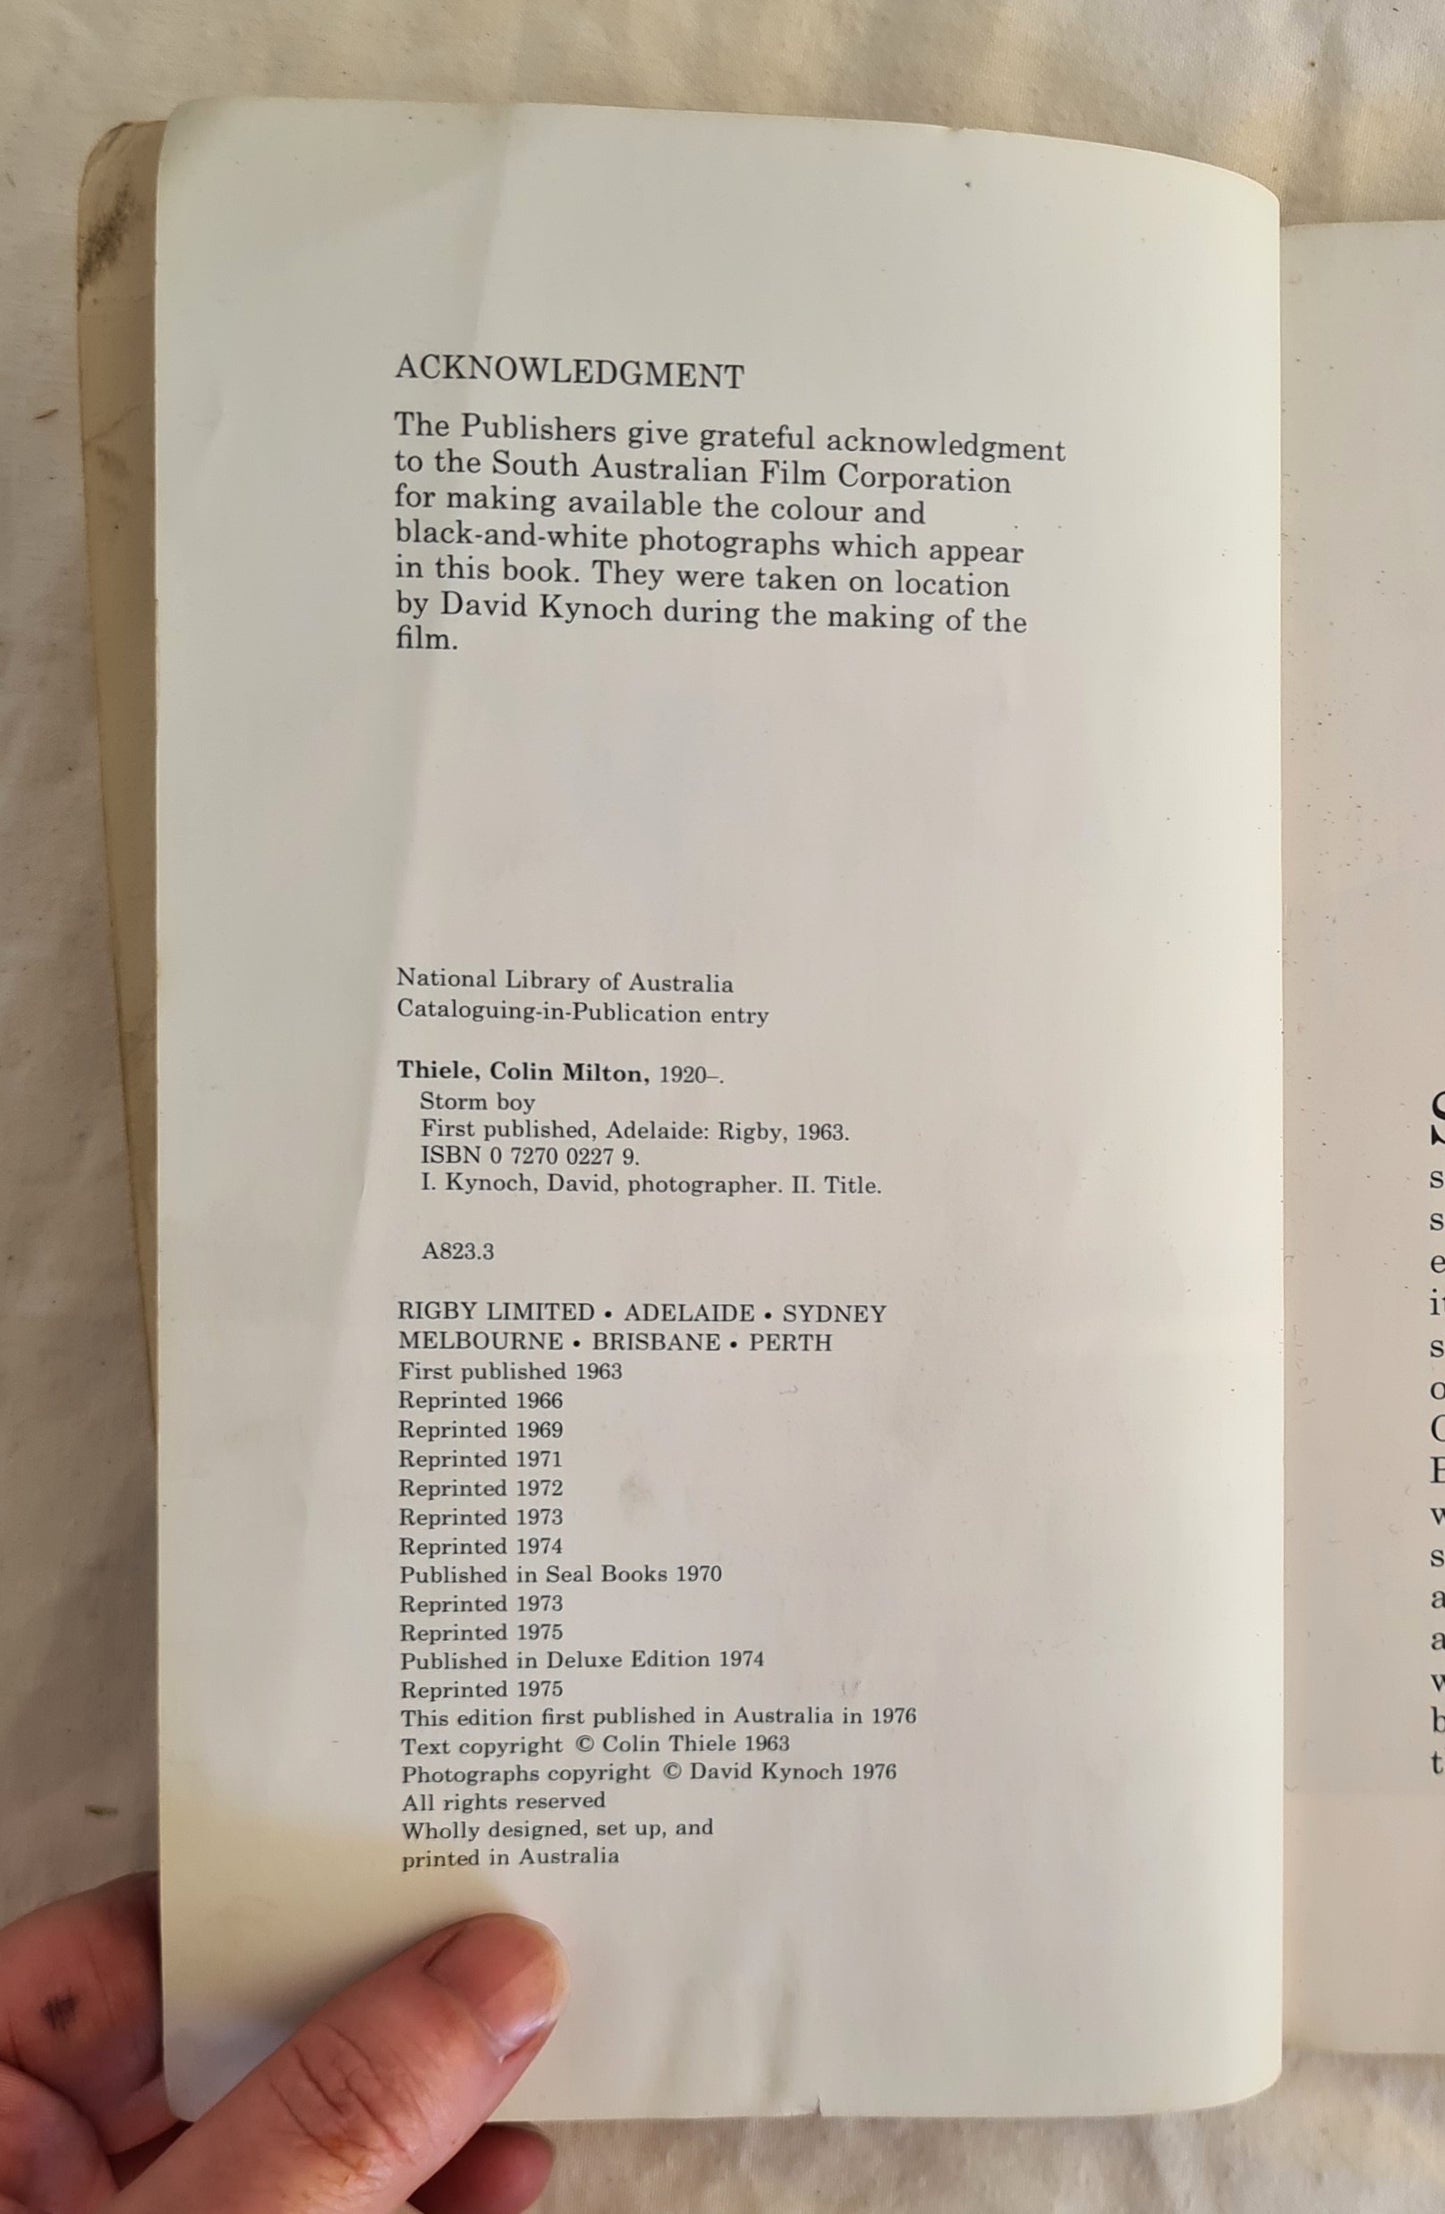 ACKNOWLEDGMENT
The Publishers give grateful acknowledgment
to the South Australian Film Corporation
for making available the colour and
black-and-white photographs which appear
in this book. They were taken on location
by David Kynoch during the making of the
film.
National Library of Australia
Cataloguing-in-Publication entry
Thiele, Colin Milton, 1920–.
Storm boy
First published, Adelaide: Rigby, 1963.
ISBN 0 7270 0227 9.
I. Kynoch, David, photographer. II. Title.
A823.3
RIGBY LIMITED • ADELAIDE • SYDNEY
MELBOURNE • BRISBANE • PERTH
First published 1963
Reprinted 1966
Reprinted 1969
Reprinted 1971
Reprinted 1972
Reprinted 1973
Reprinted 1974
Published in Seal Books 1970
Reprinted 1973
Reprinted 1975
Published in Deluxe Edition 1974
Reprinted 1975
This edition first published in Australia in 1976
Text copyright © Colin Thiele 1963
Photographs copyright © David Kynoch 1976
All rights reserved
Wholly designed, set up, and
printed in Australia